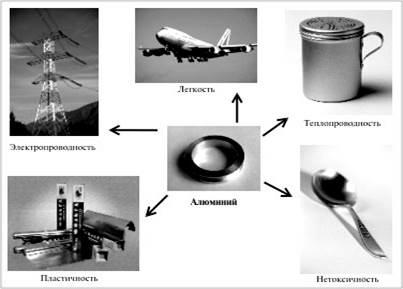 Легкость
Теплопроводность
Электропроводность
Алюминий
Пластичность
Нетоксичность